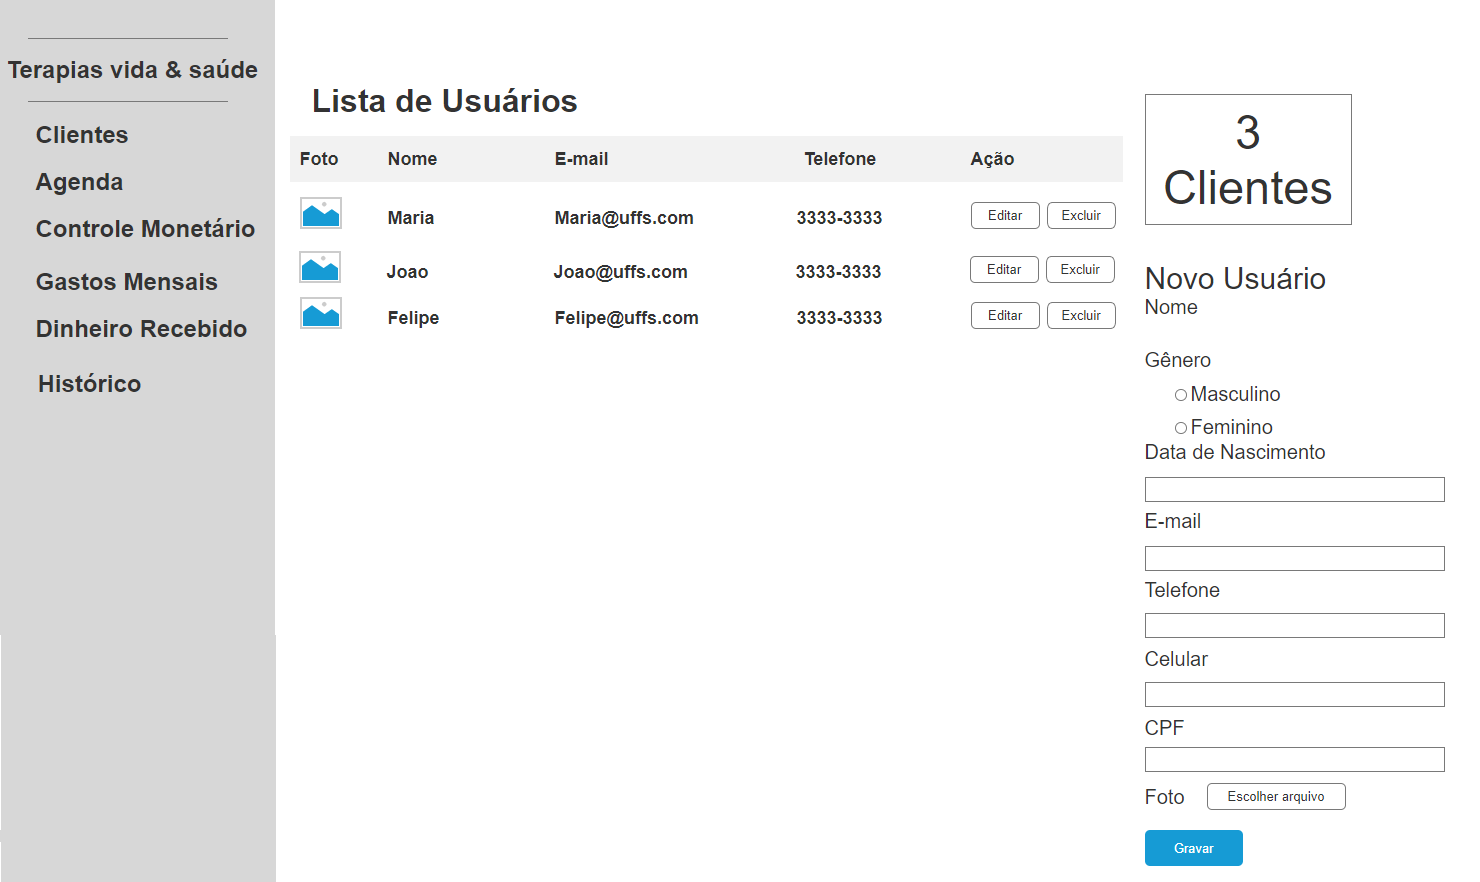 Terapias vida & saúde
Clientes
Agenda
Controle Monetário
Gastos Mensais
Dinheiro Recebido
Histórico
Lista de Usuários
Foto Nome E-mail Telefone Ação
Maria Maria@uffs.com 3333-3333 Editar Excluir
Joao Joao@uffs.com 3333-3333 Editar Excluir
Felipe Felipe@uffs.com 3333-3333 Editar Excluir
3
Clientes
Novo Usuário
Nome
Gênero
Masculino
Feminino
Data de Nascimento
E-mail
Telefone
Celular
CPF
Foto Escolher arquivo
Gravar